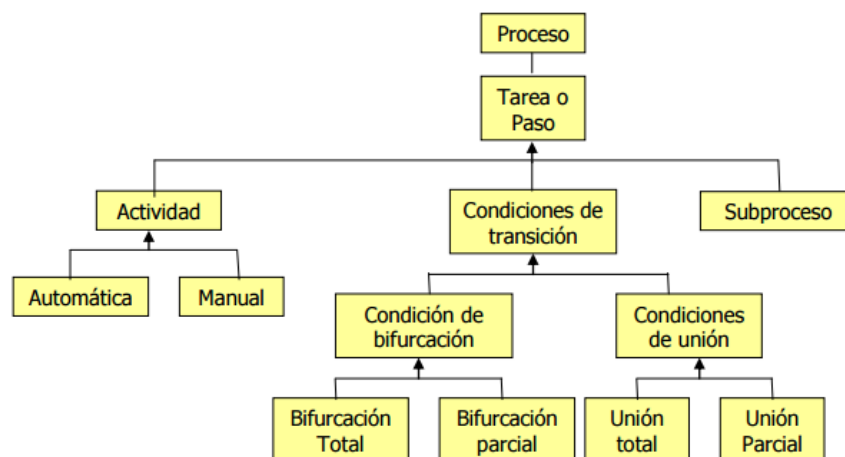 Proceso
Tarea o
Paso
Actividad
Condiciones de
transición
Subproceso
Automática
Manual
Condición de
bifurcación
Condiciones
de unión
Bifurcación
Total
Bifurcación
parcial
Unión
total
Unión
Parcial